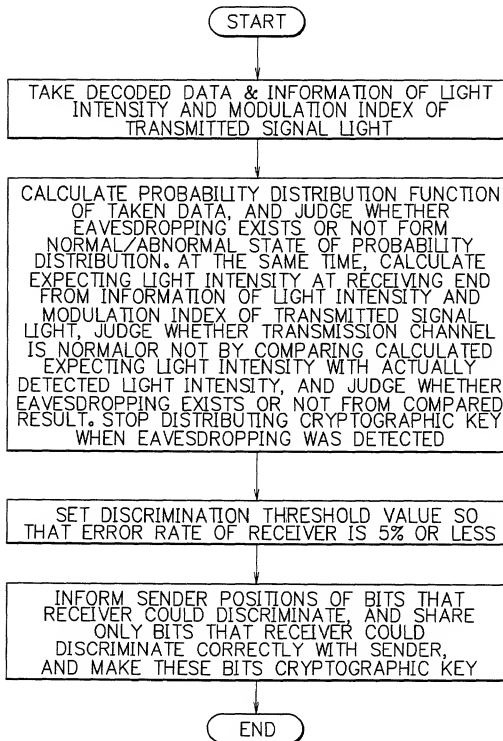 START
TAKE DECODED DATA & INFORMATION OF LIGHT
INTENSITY AND MODULATION INDEX OF
TRANSMITTED SIGNAL LIGHT
CALCULATE PROBABILITY DISTRIBUTION FUNCTION
OF TAKEN DATA, AND JUDGE WHETHER
EAVESDROPPING EXISTS OR NOT FORM
NORMAL/ABNORMAL STATE OF PROBABILITY
DISTRIBUTION. AT THE SAME TIME, CALCULATE
EXPECTING LIGHT INTENSITY AT RECEIVING END
FROM INFORMATION OF LIGHT INTENSITY AND
MODULATION INDEX OF TRANSMITTED SIGNAL
LIGHT, JUDGE WHETHER TRANSMISSION CHANNEL
IS NORMALOR NOT BY COMPARING CALCULATED
EXPECTING LIGHT INTENSITY WITH ACTUALLY
DETECTED LIGHT INTENSITY, AND JUDGE WHETHER
EAVESDROPPING EXISTS OR NOT FROM COMPARED
RESULT. STOP DISTRIBUTING CRYPTOGRAPHIC KEY
WHEN EAVESDROPPING WAS DETECTED
SET DISCRIMINATION THRESHOLD VALUE SO
THAT ERROR RATE OF RECEIVER IS 5% OR LESS
INFORM SENDER POSITIONS OF BITS THAT
RECEIVER COULD DISCRIMINATE, AND SHARE
ONLY BITS THAT RECEIVER COULD
DISCRIMINATE CORRECTLY WITH SENDER,
AND MAKE THESE BITS CRYPTOGRAPHIC KEY
END